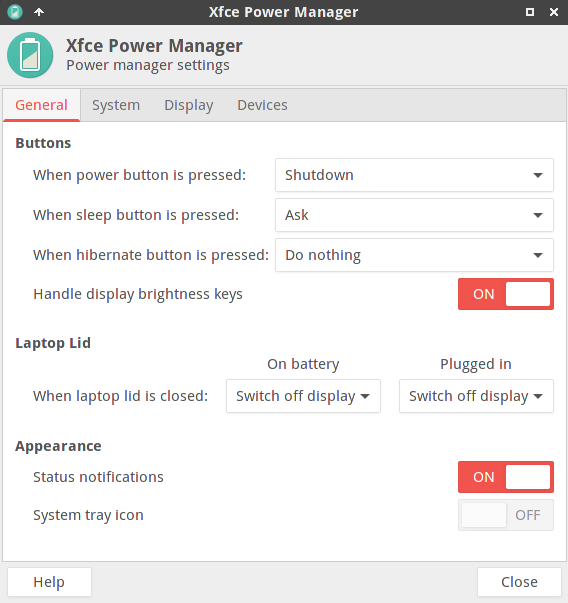 Xfce Power Manager
Xfce Power Manager
Power manager settings
General System Display Devices
Buttons
When power button is pressed: Shutdown
When sleep button is pressed: Ask
When hibernate button is pressed: Do nothing
Handle display brightness keys ON
Laptop Lid
On battery Plugged in
When laptop lid is closed: Switch off display Switch off display
Appearance
Status notifications ON
System tray icon OFF
Help Close